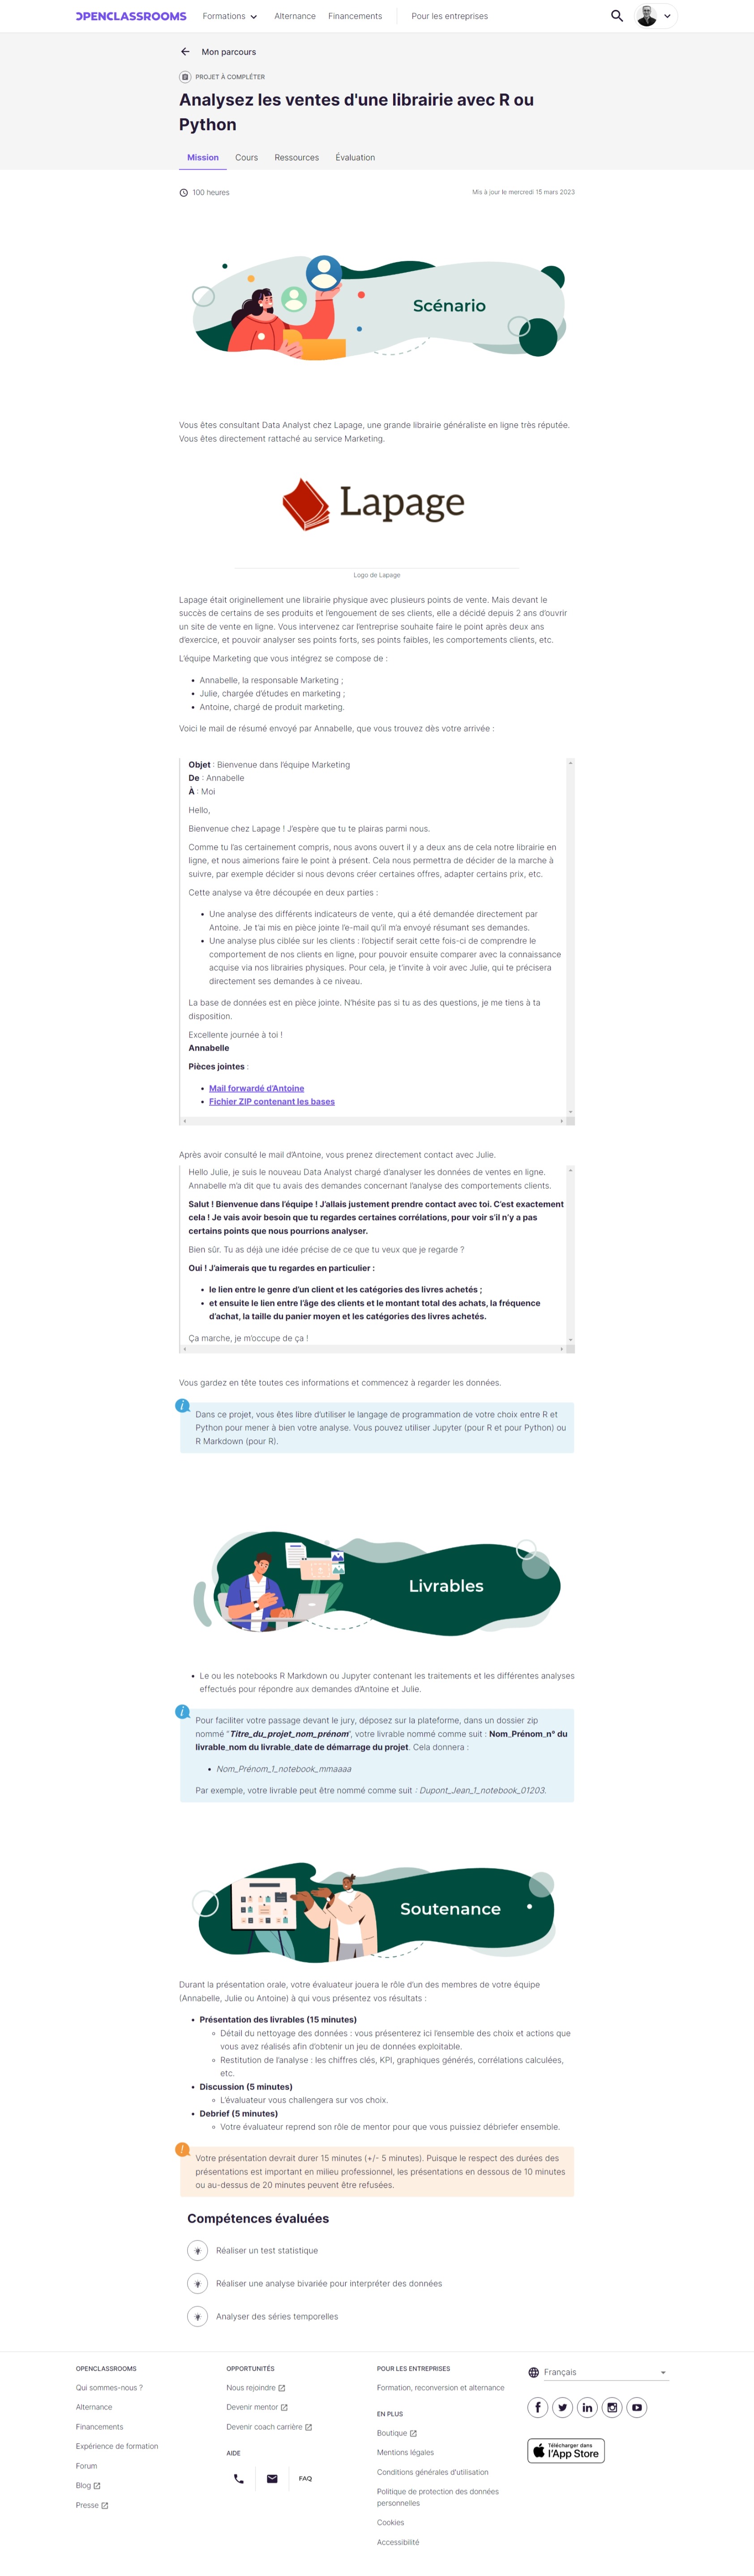 OPENCLASSROOMS
Formations
Alternance
Financements
Pour les entreprises
Mon parcours
PROJET À COMPLÉTER
Analysez les ventes d'une librairie avec R ou
Python
Mission
Cours
Ressources
Évaluation
100 heures
Mis à jour le mercredi 15 mars 2023
Scénario
Vous êtes consultant Data Analyst chez Lapage, une grande librairie généraliste en ligne très réputée.
Vous êtes directement rattaché au service Marketing.
Lapage
Logo de Lapage
Lapage était originellement une librairie physique avec plusieurs points de vente. Mais devant le
succès de certains de ses produits et l'engouement de ses clients, elle a décidé depuis 2 ans d'ouvrir
un site de vente en ligne. Vous intervenez car l'entreprise souhaite faire le point après deux ans
d'exercice, et pouvoir analyser ses points forts, ses points faibles, les comportements clients, etc.
L'équipe Marketing que vous intégrez se compose de :
• Annabelle, la responsable Marketing ;
• Julie, chargée d'études en marketing ;
• Antoine, chargé de produit marketing.
Voici le mail de résumé envoyé par Annabelle, que vous trouvez dès votre arrivée :
Objet : Bienvenue dans l'équipe Marketing
De : Annabelle
À : Moi
Hello,
Bienvenue chez Lapage ! J'espère que tu te plairas parmi nous.
Comme tu l'as certainement compris, nous avons ouvert il y a deux ans de cela notre librairie en
ligne, et nous aimerions faire le point à présent. Cela nous permettra de décider de la marche à
suivre, par exemple décider si nous devons créer certaines offres, adapter certains prix, etc.
Cette analyse va être découpée en deux parties :
• Une analyse des différents indicateurs de vente, qui a été demandée directement par
Antoine. Je t'ai mis en pièce jointe l'e-mail qu'il m'a envoyé résumant ses demandes.
• Une analyse plus ciblée sur les clients : l'objectif serait cette fois-ci de comprendre le
comportement de nos clients en ligne, pour pouvoir ensuite comparer avec la connaissance
acquise via nos librairies physiques. Pour cela, je t'invite à voir avec Julie, qui te précisera
directement ses demandes à ce niveau.
La base de données est en pièce jointe. N'hésite pas si tu as des questions, je me tiens à ta
disposition.
Excellente journée à toi !
Annabelle
Pièces jointes :
• Mail forwardé d'Antoine
• Fichier ZIP contenant les bases
Après avoir consulté le mail d'Antoine, vous prenez directement contact avec Julie.
Hello Julie, je suis le nouveau Data Analyst chargé d'analyser les données de ventes en ligne.
Annabelle m'a dit que tu avais des demandes concernant l'analyse des comportements clients.
Salut ! Bienvenue dans l'équipe ! J'allais justement prendre contact avec toi. C'est exactement
cela ! Je vais avoir besoin que tu regardes certaines corrélations, pour voir s'il n'y a pas
certains points que nous pourrions analyser.
Bien sûr. Tu as déjà une idée précise de ce que tu veux que je regarde ?
Oui ! J'aimerais que tu regardes en particulier :
• le lien entre le genre d'un client et les catégories des livres achetés ;
• et ensuite le lien entre l'âge des clients et le montant total des achats, la fréquence
d'achat, la taille du panier moyen et les catégories des livres achetés.
Ça marche, je m'occupe de ça !
Vous gardez en tête toutes ces informations et commencez à regarder les données.
Dans ce projet, vous êtes libre d'utiliser le langage de programmation de votre choix entre R et
Python pour mener à bien votre analyse. Vous pouvez utiliser Jupyter (pour R et pour Python) ou
R Markdown (pour R).
Livrables
• Le ou les notebooks R Markdown ou Jupyter contenant les traitements et les différentes analyses
effectués pour répondre aux demandes d'Antoine et Julie.
Pour faciliter votre passage devant le jury, déposez sur la plateforme, dans un dossier zip
nommé "Titre_du_projet_nom_prénom", votre livrable nommé comme suit : Nom_Prénom_n° du
livrable_nom du livrable_date de démarrage du projet. Cela donnera :
• Nom_Prénom_1_notebook_mmaaaa
Par exemple, votre livrable peut être nommé comme suit : Dupont_Jean_1_notebook_01203.
Soutenance
Durant la présentation orale, votre évaluateur jouera le rôle d'un des membres de votre équipe
(Annabelle, Julie ou Antoine) à qui vous présentez vos résultats :
• Présentation des livrables (15 minutes)
◦ Détail du nettoyage des données : vous présenterez ici l'ensemble des choix et actions que
vous avez réalisés afin d'obtenir un jeu de données exploitable.
◦ Restitution de l'analyse : les chiffres clés, KPI, graphiques générés, corrélations calculées,
etc.
• Discussion (5 minutes)
◦ L'évaluateur vous challengera sur vos choix.
• Debrief (5 minutes)
◦ Votre évaluateur reprend son rôle de mentor pour que vous puissiez débriefer ensemble.
Votre présentation devrait durer 15 minutes (+/- 5 minutes). Puisque le respect des durées des
présentations est important en milieu professionnel, les présentations en dessous de 10 minutes
ou au-dessus de 20 minutes peuvent être refusées.
Compétences évaluées
Réaliser un test statistique
Réaliser une analyse bivariée pour interpréter des données
Analyser des séries temporelles
OPENCLASSROOMS
Qui sommes-nous ?
Alternance
Financements
Expérience de formation
Forum
Blog
Presse
OPPORTUNITÉS
Nous rejoindre
Devenir mentor
Devenir coach carrière
AIDE
FAQ
POUR LES ENTREPRISES
Formation, reconversion et alternance
EN PLUS
Boutique
Mentions légales
Conditions générales d'utilisation
Politique de protection des données
personnelles
Cookies
Accessibilité
Français
Télécharger dans
l'App Store